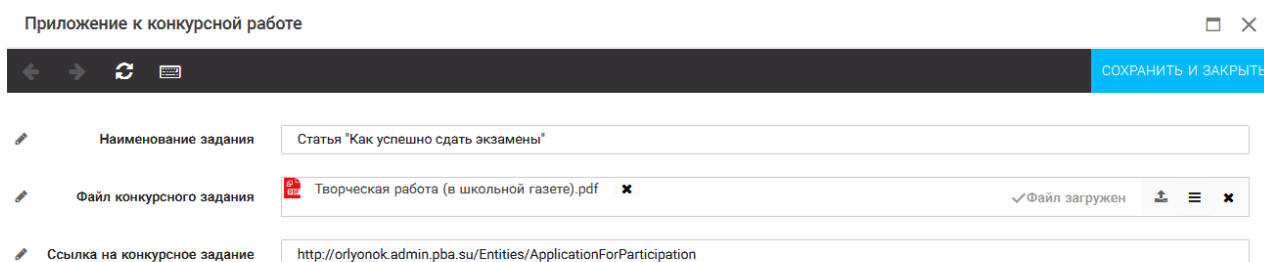 Приложение к конкурсной работе
СОХРАНИТЬ И ЗАКРЫТЬ
Наименование задания Статья "Как успешно сдать экзамены"
Файл конкурсного задания Творческая работа (в школьной газете).pdf Файл загружен
Ссылка на конкурсное задание http://orlyonok.admin.pba.su/Entities/ApplicationForParticipation